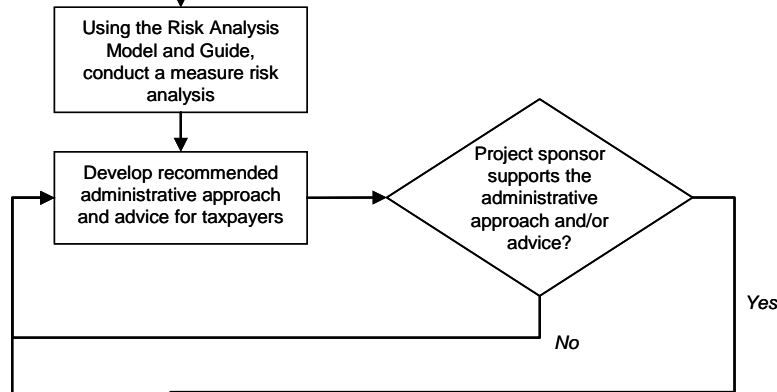 Using the Risk Analysis
Model and Guide,
conduct a measure risk
analysis
Develop recommended
administrative approach
and advice for taxpayers
Project sponsor
supports the
administrative
approach and/or
advice?
Yes
No